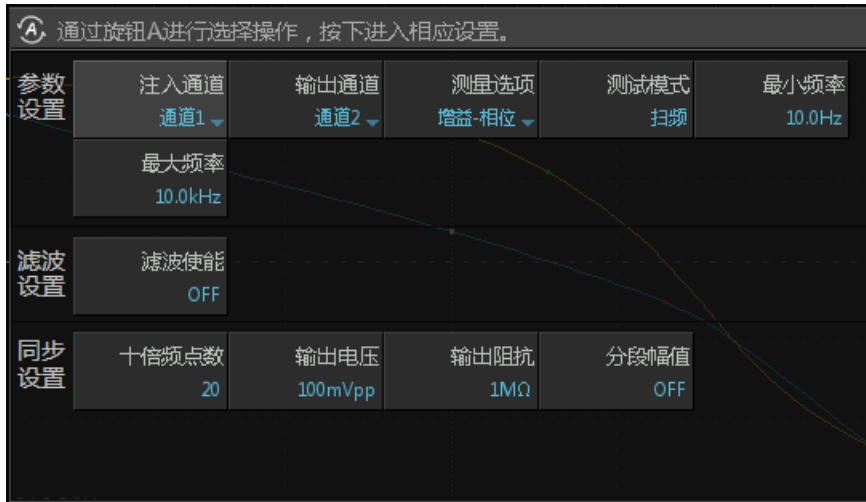 A 通过旋钮A进行选择操作，按下进入相应设置。
参数 注入通道 输出通道 测量选项 测试模式 最小频率
设置 通道1 通道2 增益-相位 扫频 10.0Hz
最大频率
10.0kHz
滤波 滤波使能
设置 OFF
同步 十倍频点数 输出电压 输出阻抗 分段幅值
设置 20 100mVpp 1MΩ OFF